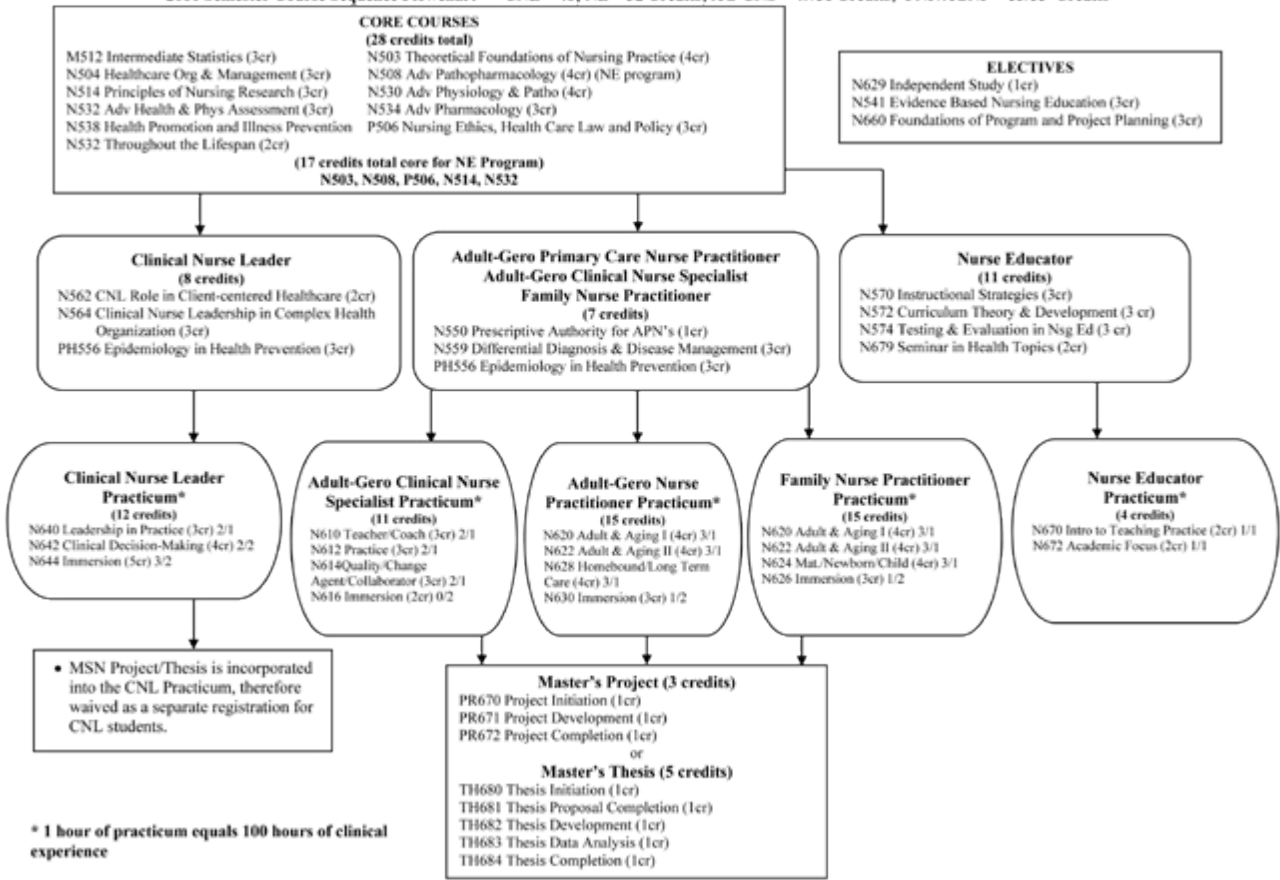 CORE COURSES
(28 credits total)
M512 Intermediate Statistics (3cr)
N504 Healthcare Org & Management (3cr)
N514 Principles of Nursing Research (3cr)
N532 Adv Health & Phys Assessment (3cr)
N538 Health Promotion and Illness Prevention
N532 Throughout the Lifespan (2cr)
N503 Theoretical Foundations of Nursing Practice (4cr)
N508 Adv Pathopharmacology (4cr) (NE program)
N530 Adv Physiology & Patho (4cr)
N534 Adv Pharmacology (3cr)
P506 Nursing Ethics, Health Care Law and Policy (3cr)
(17 credits total core for NE Program)
N503, N508, P506, N514, N532
ELECTIVES
N629 Independent Study (1cr)
N541 Evidence Based Nursing Education (3cr)
N660 Foundations of Program and Project Planning (3cr)
Clinical Nurse Leader
(8 credits)
N562 CNL Role in Client-centered Healthcare (2cr)
N564 Clinical Nurse Leadership in Complex Health
Organization (3cr)
PH556 Epidemiology in Health Prevention (3cr)
Adult-Gero Primary Care Nurse Practitioner
Adult-Gero Clinical Nurse Specialist
Family Nurse Practitioner
(7 credits)
N550 Prescriptive Authority for APN's (1cr)
N559 Differential Diagnosis & Disease Management (3cr)
PH556 Epidemiology in Health Prevention (3cr)
Nurse Educator
(11 credits)
N570 Instructional Strategies (3cr)
N572 Curriculum Theory & Development (3 cr)
N574 Testing & Evaluation in Nsg Ed (3 cr)
N679 Seminar in Health Topics (2cr)
Clinical Nurse Leader
Practicum*
(12 credits)
N640 Leadership in Practice (3cr) 2/1
N642 Clinical Decision-Making (4cr) 2/2
N644 Immersion (5cr) 3/2
Adult-Gero Clinical Nurse
Specialist Practicum*
(11 credits)
N610 Teacher/Coach (3cr) 2/1
N612 Practice (3cr) 2/1
N614Quality/Change
Agent/Collaborator (3cr) 2/1
N616 Immersion (2cr) 0/2
Adult-Gero Nurse
Practitioner Practicum*
(15 credits)
N620 Adult & Aging I (4cr) 3/1
N622 Adult & Aging II (4cr) 3/1
N628 Homebound/Long Term
Care (4cr) 3/1
N630 Immersion (3cr) 1/2
Family Nurse Practitioner
Practicum*
(15 credits)
N620 Adult & Aging I (4cr) 3/1
N622 Adult & Aging II (4cr) 3/1
N624 Mat./Newborn/Child (4cr) 3/1
N626 Immersion (3cr) 1/2
Nurse Educator
Practicum*
(4 credits)
N670 Intro to Teaching Practice (2cr) 1/1
N672 Academic Focus (2cr) 1/1
• MSN Project/Thesis is incorporated
into the CNL Practicum, therefore
waived as a separate registration for
CNL students.
Master's Project (3 credits)
PR670 Project Initiation (1cr)
PR671 Project Development (1cr)
PR672 Project Completion (1cr)
or
Master's Thesis (5 credits)
TH680 Thesis Initiation (1cr)
TH681 Thesis Proposal Completion (1cr)
TH682 Thesis Development (1cr)
TH683 Thesis Data Analysis (1cr)
TH684 Thesis Completion (1cr)
* 1 hour of practicum equals 100 hours of clinical
experience